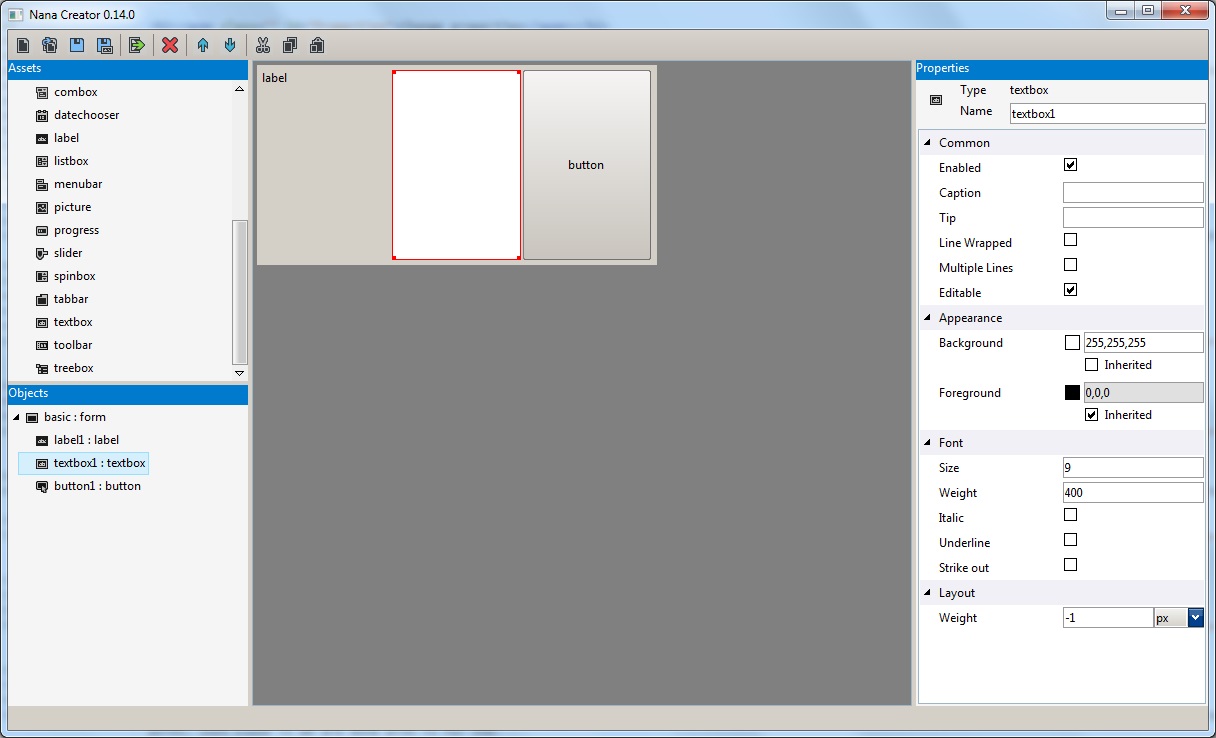 Nana Creator 0.14.0
Assets
combox
datechooser
label
listbox
menubar
picture
progress
slider
spinbox
tabbar
textbox
toolbar
treebox
Objects
basic : form
label1 : label
textbox1 : textbox
button1 : button
label
button
Properties
Type textbox
Name textbox1
Common
Enabled
Caption
Tip
Line Wrapped
Multiple Lines
Editable
Appearance
Background 255,255,255
Inherited
Foreground 0,0,0
Inherited
Font
Size 9
Weight 400
Italic
Underline
Strike out
Layout
Weight -1 px